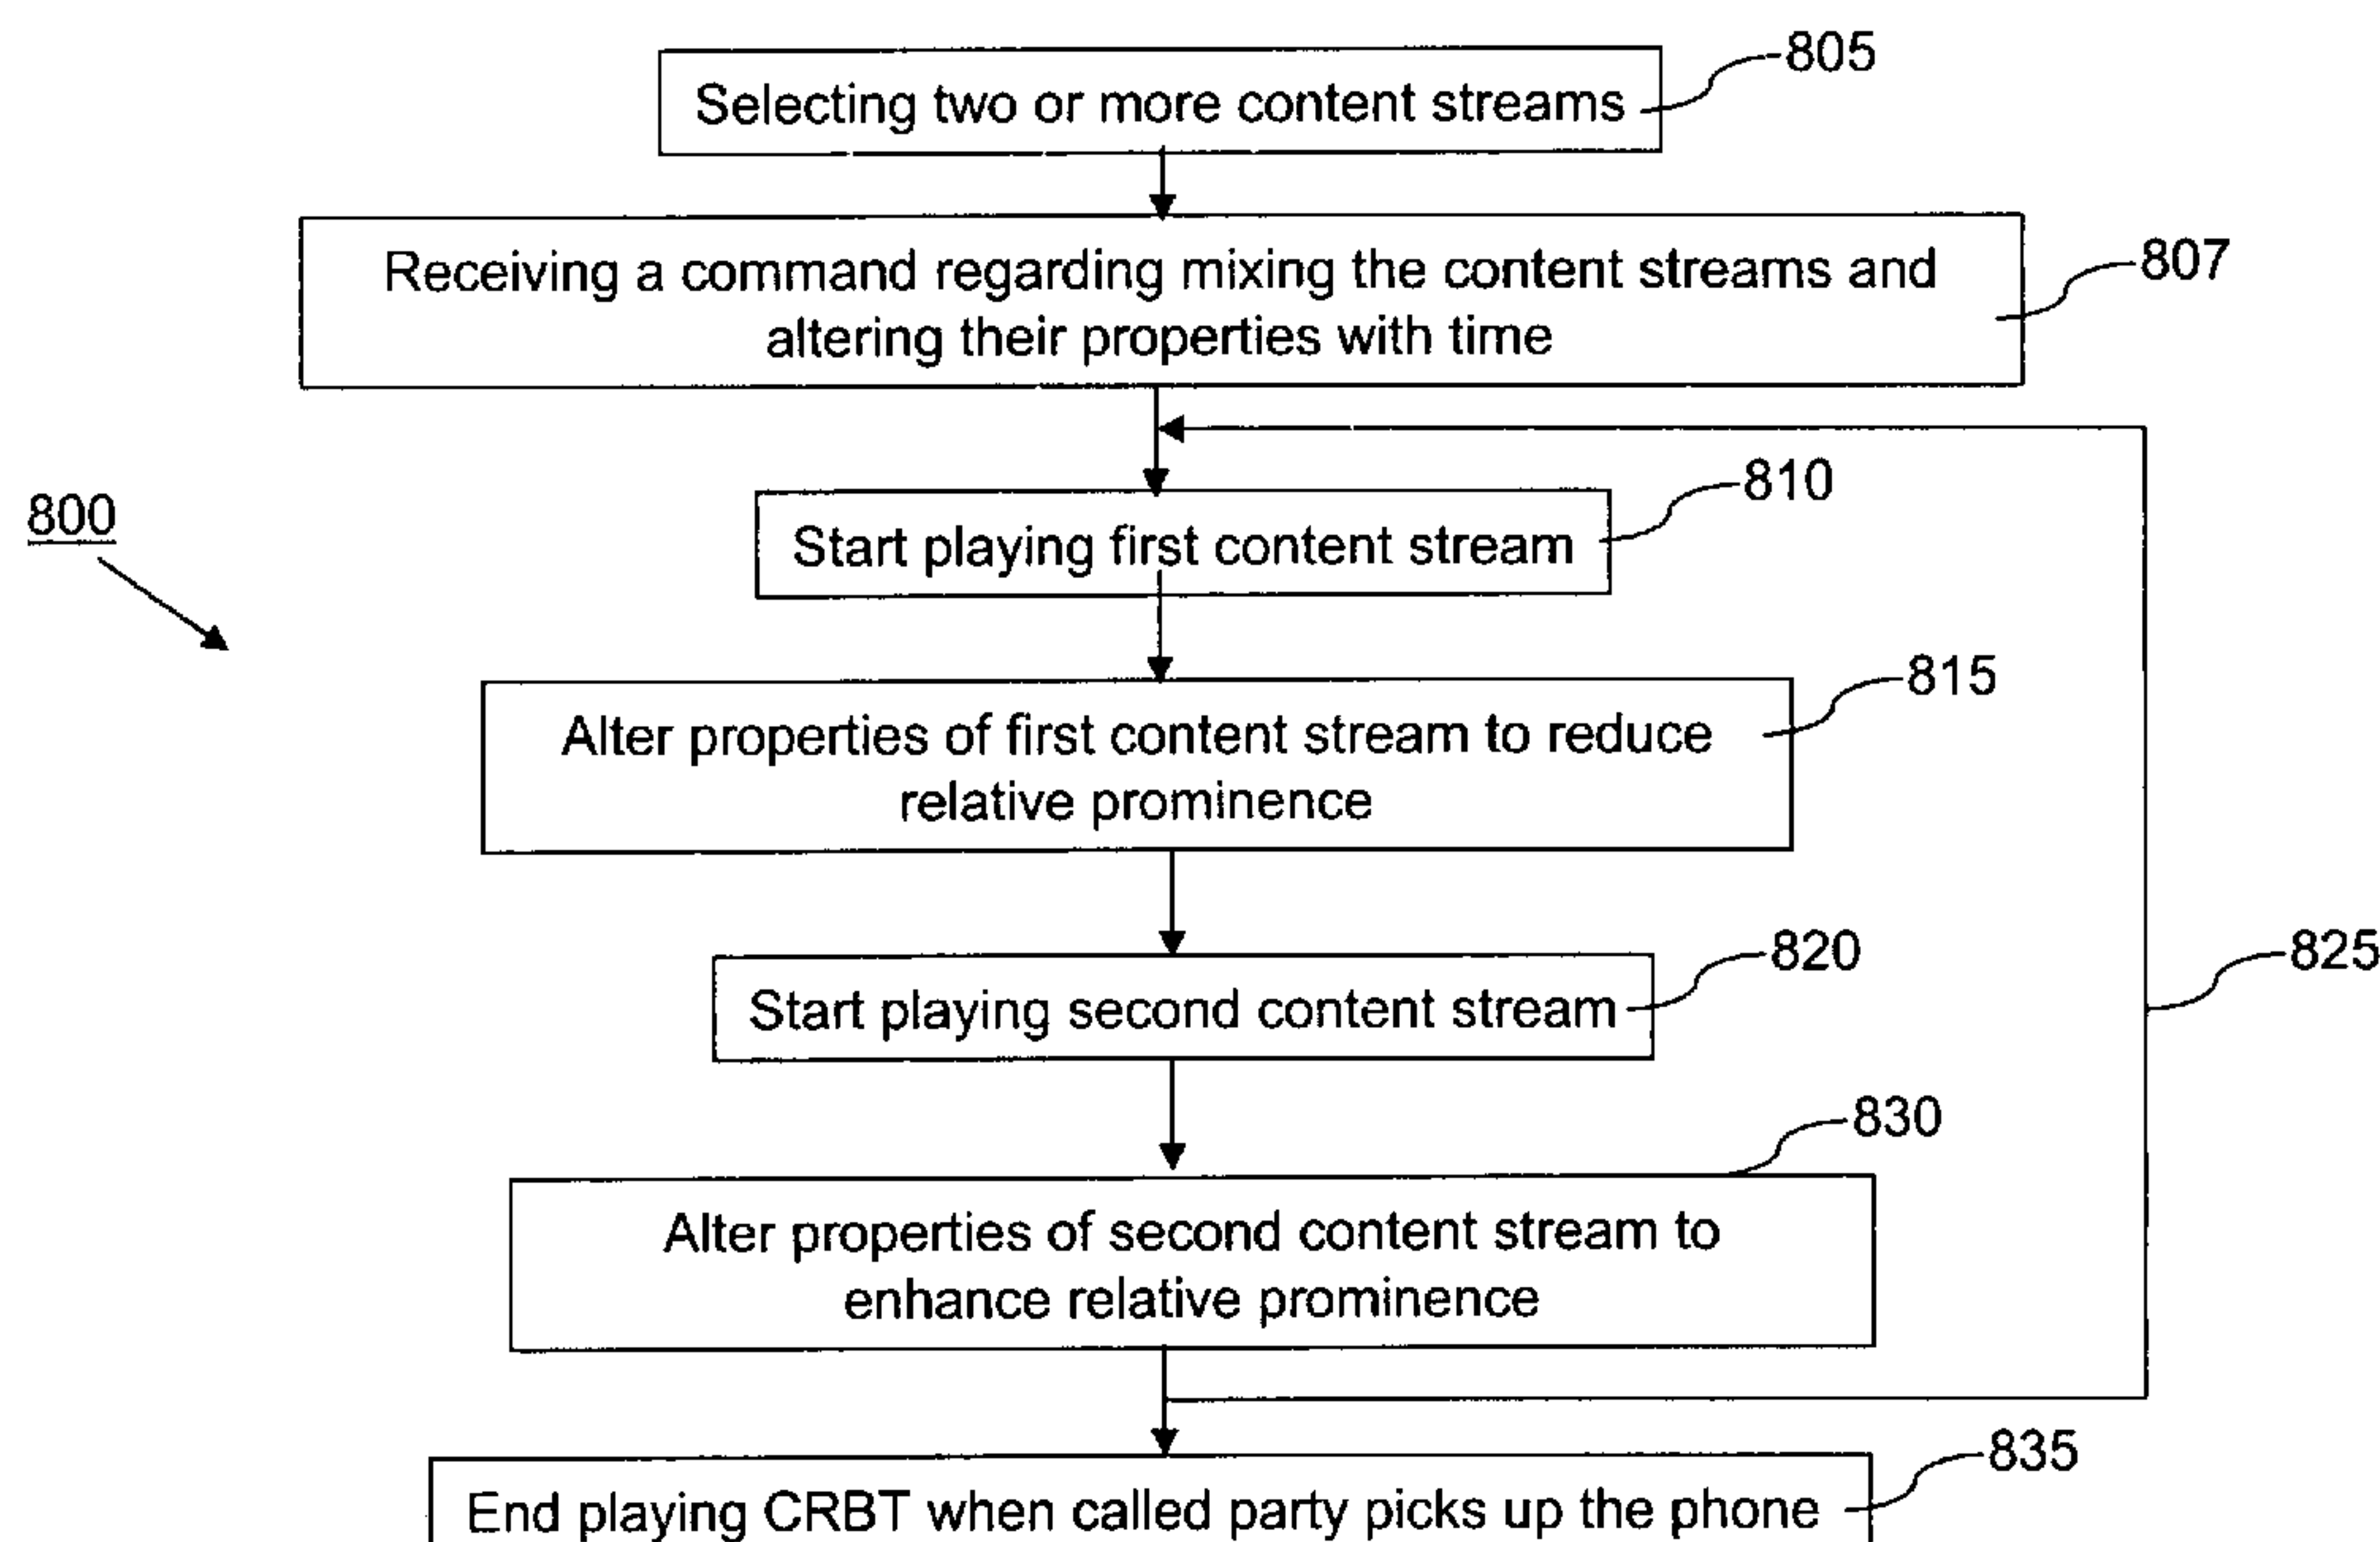 805
Selecting two or more content streams
807
Receiving a command regarding mixing the content streams and
altering their properties with time
800
810
Start playing first content stream
815
Alter properties of first content stream to reduce
relative prominence
820
825
Start playing second content stream
830
Alter properties of second content stream to
enhance relative prominence
835
End playing CRBT when called party picks up the phone